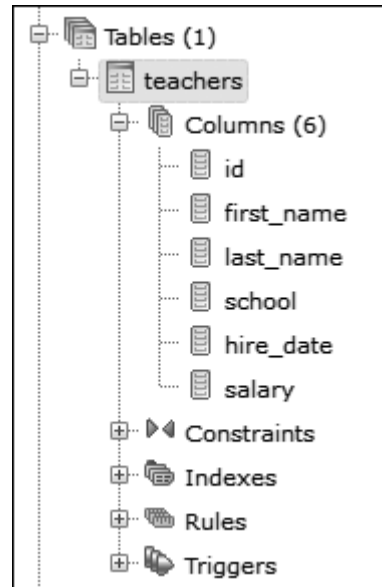 Tables (1)
teachers
Columns (6)
id
first_name
last_name
school
hire_date
salary
Constraints
Indexes
Rules
Triggers